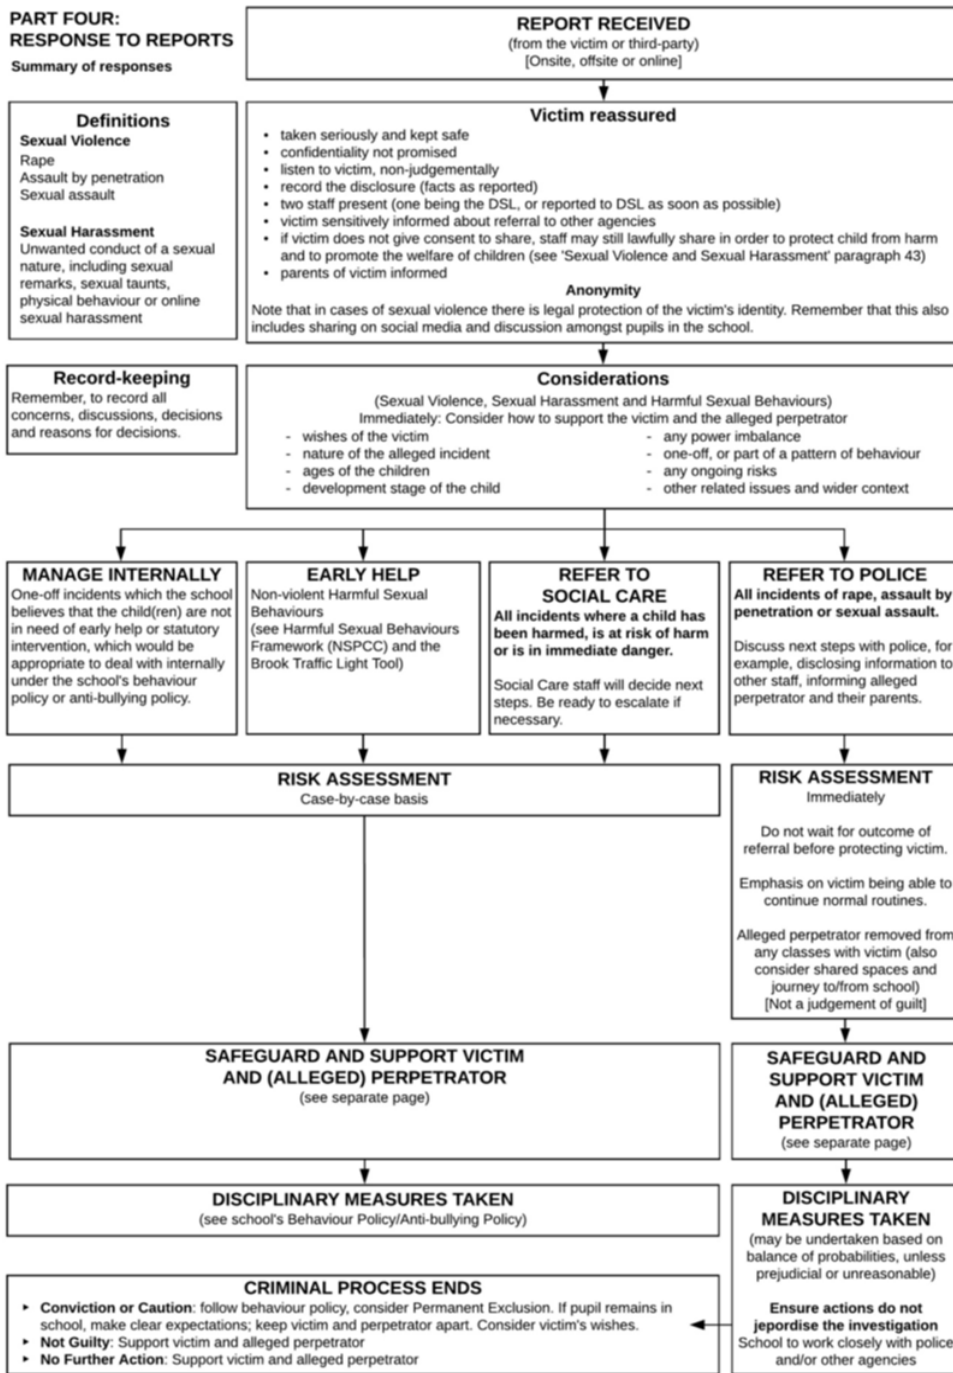 PART FOUR:
RESPONSE TO REPORTS
Summary of responses
REPORT RECEIVED
(from the victim or third-party)
[Onsite, offsite or online]
Definitions
Sexual Violence
Rape
Assault by penetration
Sexual assault
Sexual Harassment
Unwanted conduct of a sexual
nature, including sexual
remarks, sexual taunts,
physical behaviour or online
sexual harassment
Victim reassured
• taken seriously and kept safe
• confidentiality not promised
• listen to victim, non-judgementally
• record the disclosure (facts as reported)
• two staff present (one being the DSL, or reported to DSL as soon as possible)
• victim sensitively informed about referral to other agencies
• if victim does not give consent to share, staff may still lawfully share in order to protect child from harm
and to promote the welfare of children (see 'Sexual Violence and Sexual Harassment' paragraph 43)
• parents of victim informed
Anonymity
Note that in cases of sexual violence there is legal protection of the victim's identity. Remember that this also
includes sharing on social media and discussion amongst pupils in the school.
Record-keeping
Remember, to record all
concerns, discussions, decisions
and reasons for decisions.
Considerations
(Sexual Violence, Sexual Harassment and Harmful Sexual Behaviours)
Immediately: Consider how to support the victim and the alleged perpetrator
- wishes of the victim
- nature of the alleged incident
- ages of the children
- development stage of the child
- any power imbalance
- one-off, or part of a pattern of behaviour
- any ongoing risks
- other related issues and wider context
MANAGE INTERNALLY
One-off incidents which the school
believes that the child(ren) are not
in need of early help or statutory
intervention, which would be
appropriate to deal with internally
under the school's behaviour
policy or anti-bullying policy.
EARLY HELP
Non-violent Harmful Sexual
Behaviours
(see Harmful Sexual Behaviours
Framework (NSPCC) and the
Brook Traffic Light Tool)
REFER TO
SOCIAL CARE
All incidents where a child has
been harmed, is at risk of harm
or is in immediate danger.
Social Care staff will decide next
steps. Be ready to escalate if
necessary.
REFER TO POLICE
All incidents of rape, assault by
penetration or sexual assault.
Discuss next steps with police, for
example, disclosing information to
other staff, informing alleged
perpetrator and their parents.
RISK ASSESSMENT
Case-by-case basis
RISK ASSESSMENT
Immediately
Do not wait for outcome of
referral before protecting victim.
Emphasis on victim being able to
continue normal routines.
Alleged perpetrator removed from
any classes with victim (also
consider shared spaces and
journey to/from school)
[Not a judgement of guilt]
SAFEGUARD AND SUPPORT VICTIM
AND (ALLEGED) PERPETRATOR
(see separate page)
SAFEGUARD AND
SUPPORT VICTIM
AND (ALLEGED)
PERPETRATOR
(see separate page)
DISCIPLINARY MEASURES TAKEN
(see school's Behaviour Policy/Anti-bullying Policy)
DISCIPLINARY
MEASURES TAKEN
(may be undertaken based on
balance of probabilities, unless
prejudicial or unreasonable)
Ensure actions do not
jepordise the investigation
School to work closely with police
and/or other agencies
CRIMINAL PROCESS ENDS
‣ Conviction or Caution: follow behaviour policy, consider Permanent Exclusion. If pupil remains in
school, make clear expectations; keep victim and perpetrator apart. Consider victim's wishes.
‣ Not Guilty: Support victim and alleged perpetrator
‣ No Further Action: Support victim and alleged perpetrator